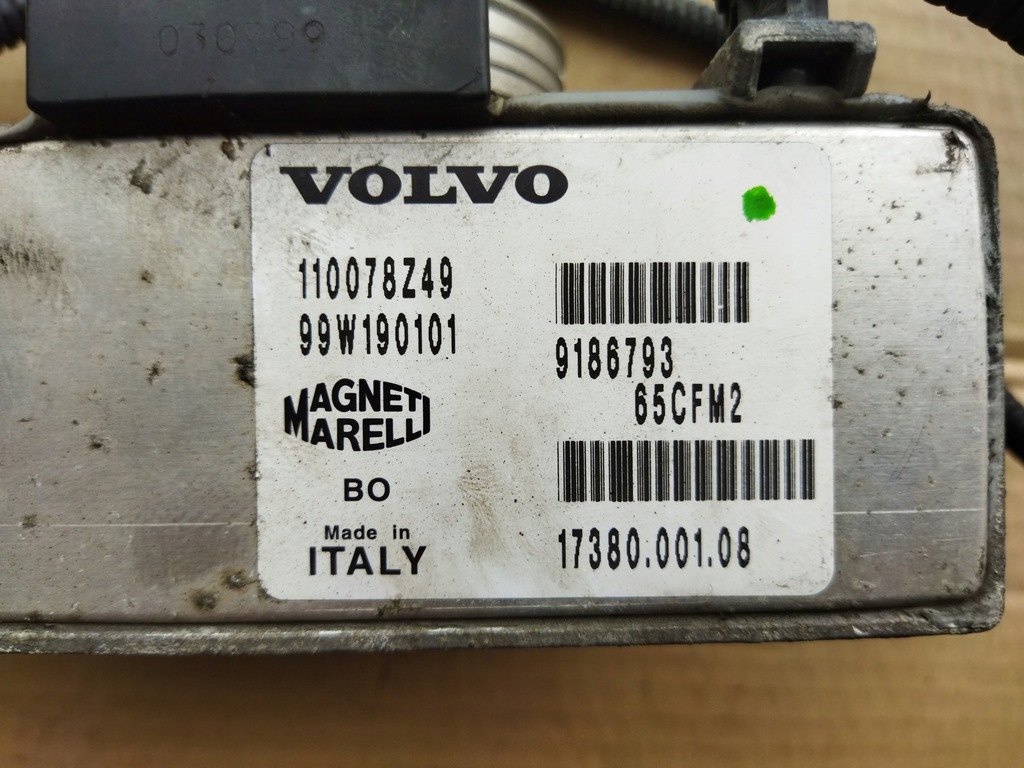 VOLVO
110078Z49
99W190101
9186793
65CFM2
MAGNETI
MARELLI
BO
Made in
ITALY
17380.001.08